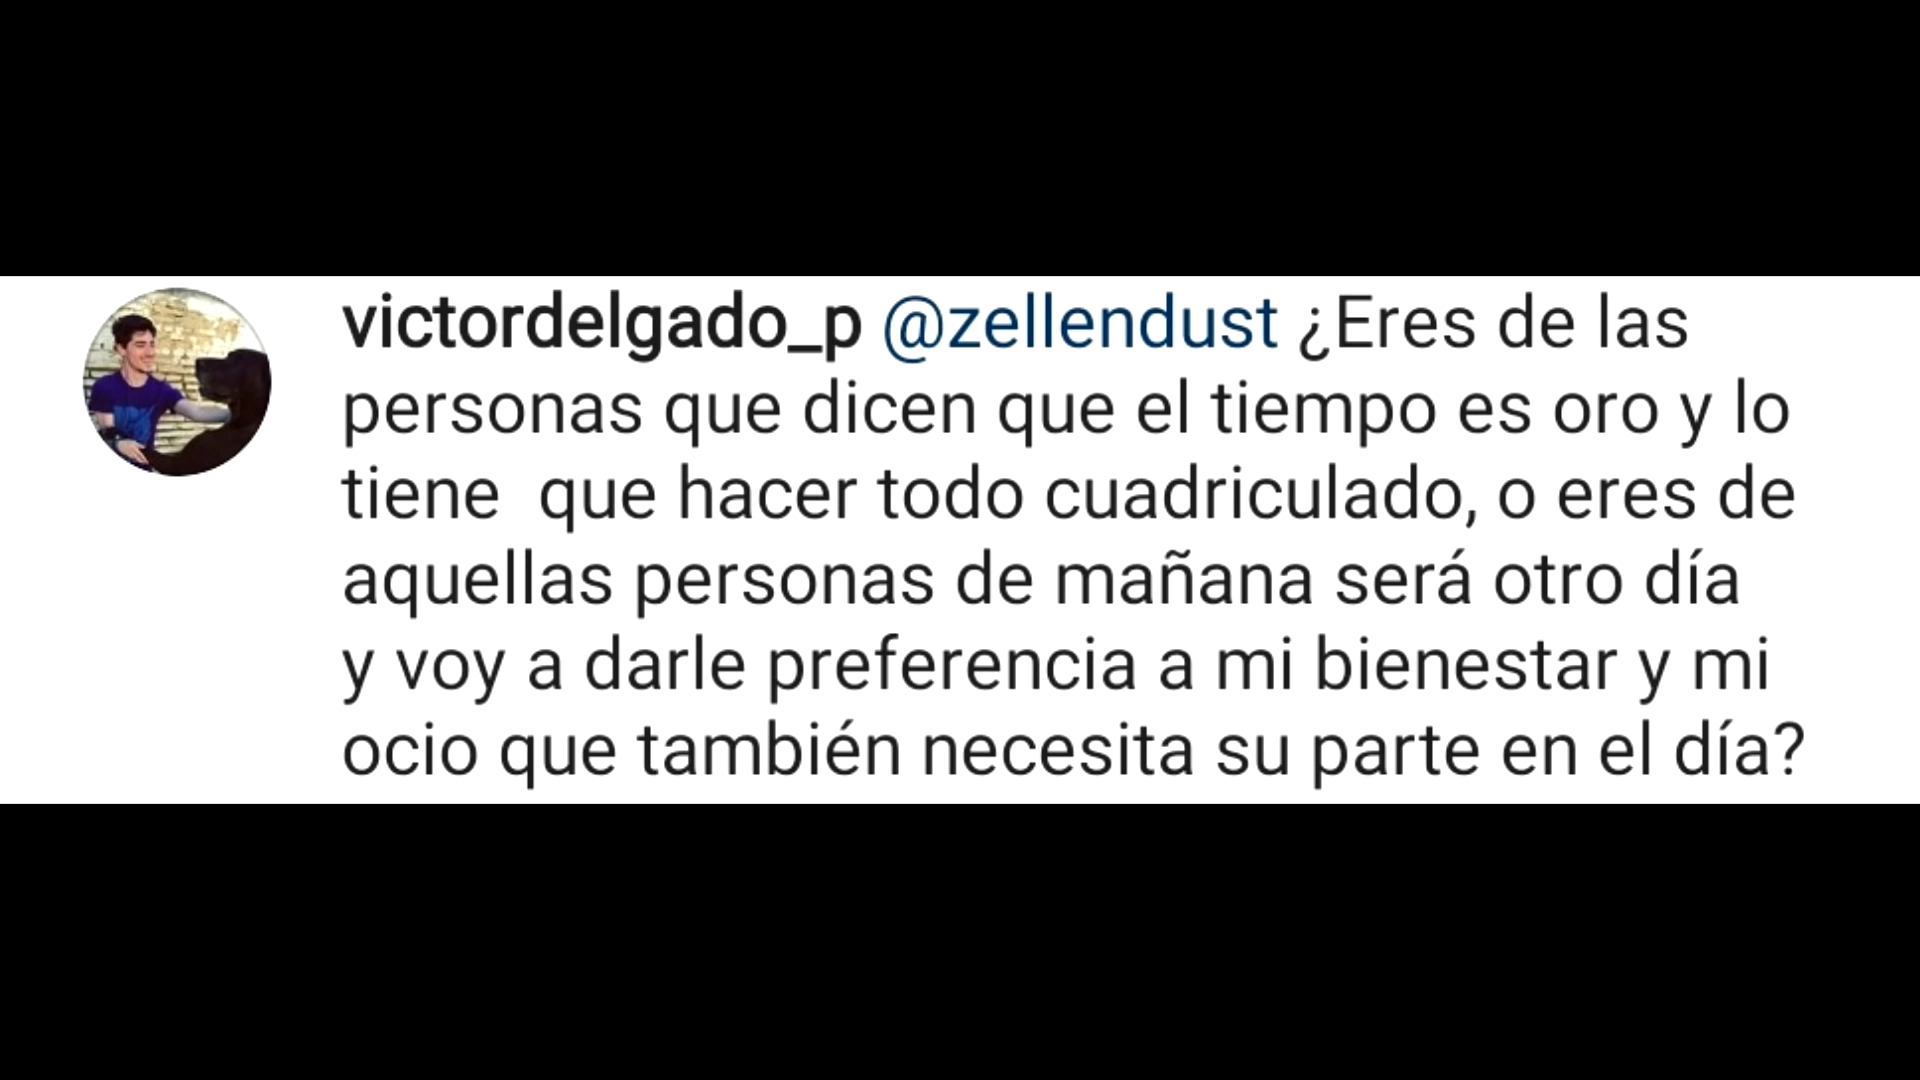 victordelgado_p @zellendust ¿Eres de las
personas que dicen que el tiempo es oro y lo
tiene  que hacer todo cuadriculado, o eres de
aquellas personas de mañana será otro día
y voy a darle preferencia a mi bienestar y mi
ocio que también necesita su parte en el día?